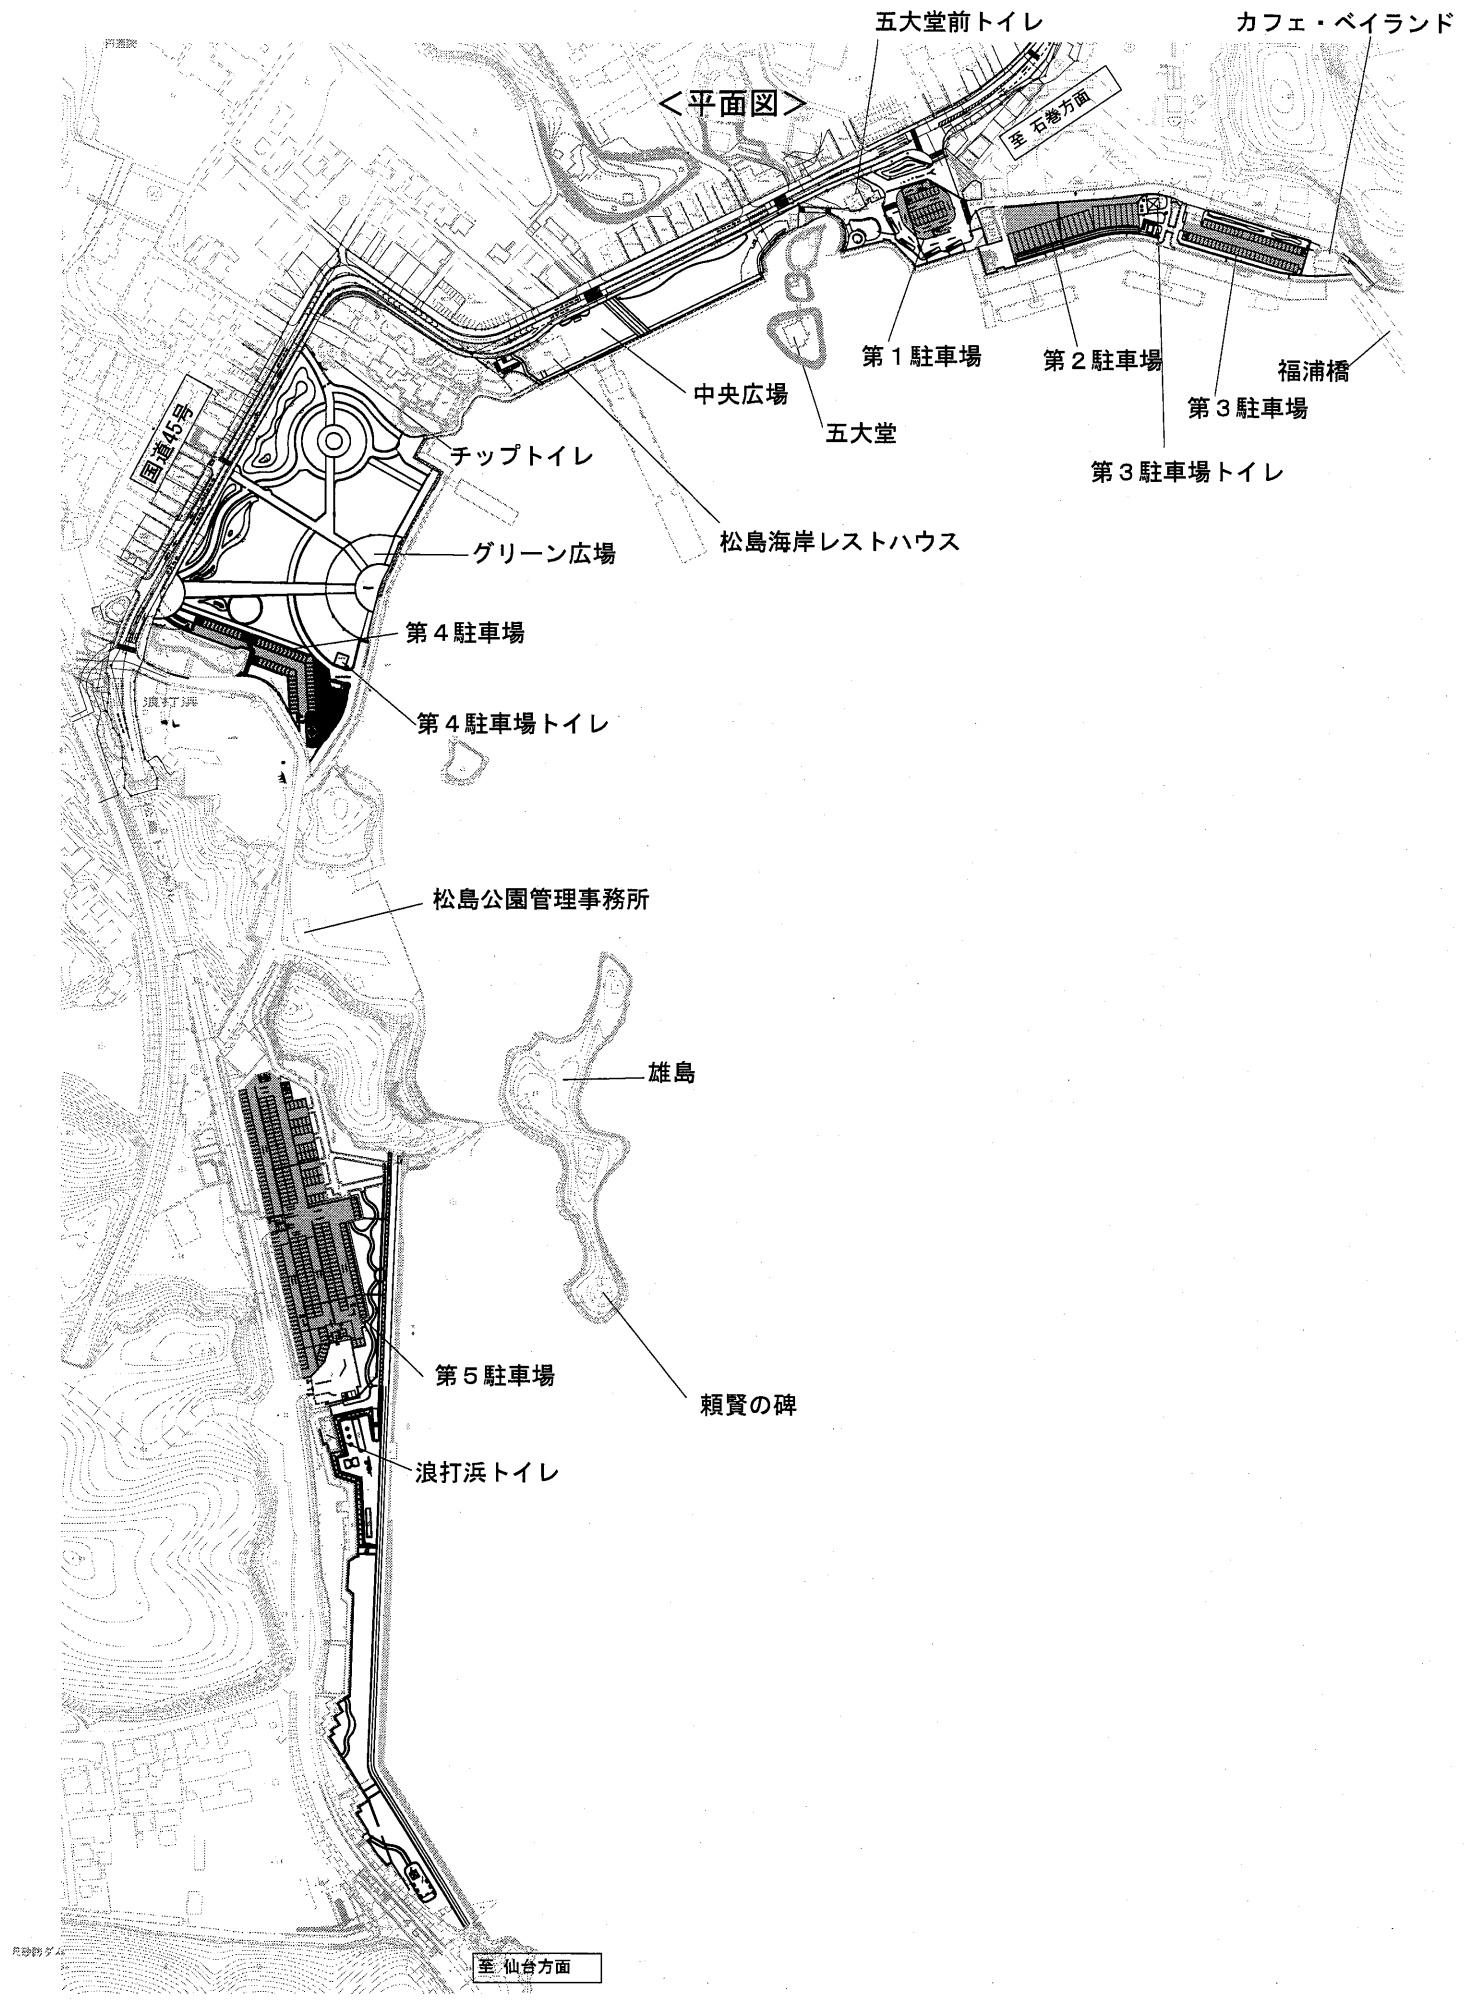 五大堂前トイレ
カフェ・ベイランド
＜平面図＞
至 石巻方面
第１駐車場
第２駐車場
福浦橋
中央広場
第３駐車場
五大堂
国道45号
チップトイレ
第３駐車場トイレ
松島海岸レストハウス
グリーン広場
第４駐車場
浪打浜
第４駐車場トイレ
松島公園管理事務所
雄島
第５駐車場
頼賢の碑
浪打浜トイレ
至 仙台方面